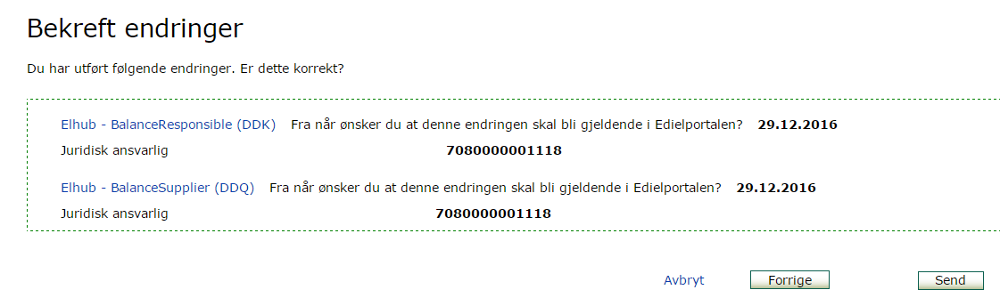 Bekreft endringer
Du har utført følgende endringer. Er dette korrekt?
Elhub - BalanceResponsible (DDK) Fra når ønsker du at denne endringen skal bli gjeldende i Edielportalen? 29.12.2016
Juridisk ansvarlig 7080000001118
Elhub - BalanceSupplier (DDQ) Fra når ønsker du at denne endringen skal bli gjeldende i Edielportalen? 29.12.2016
Juridisk ansvarlig 7080000001118
Avbryt Forrige Send